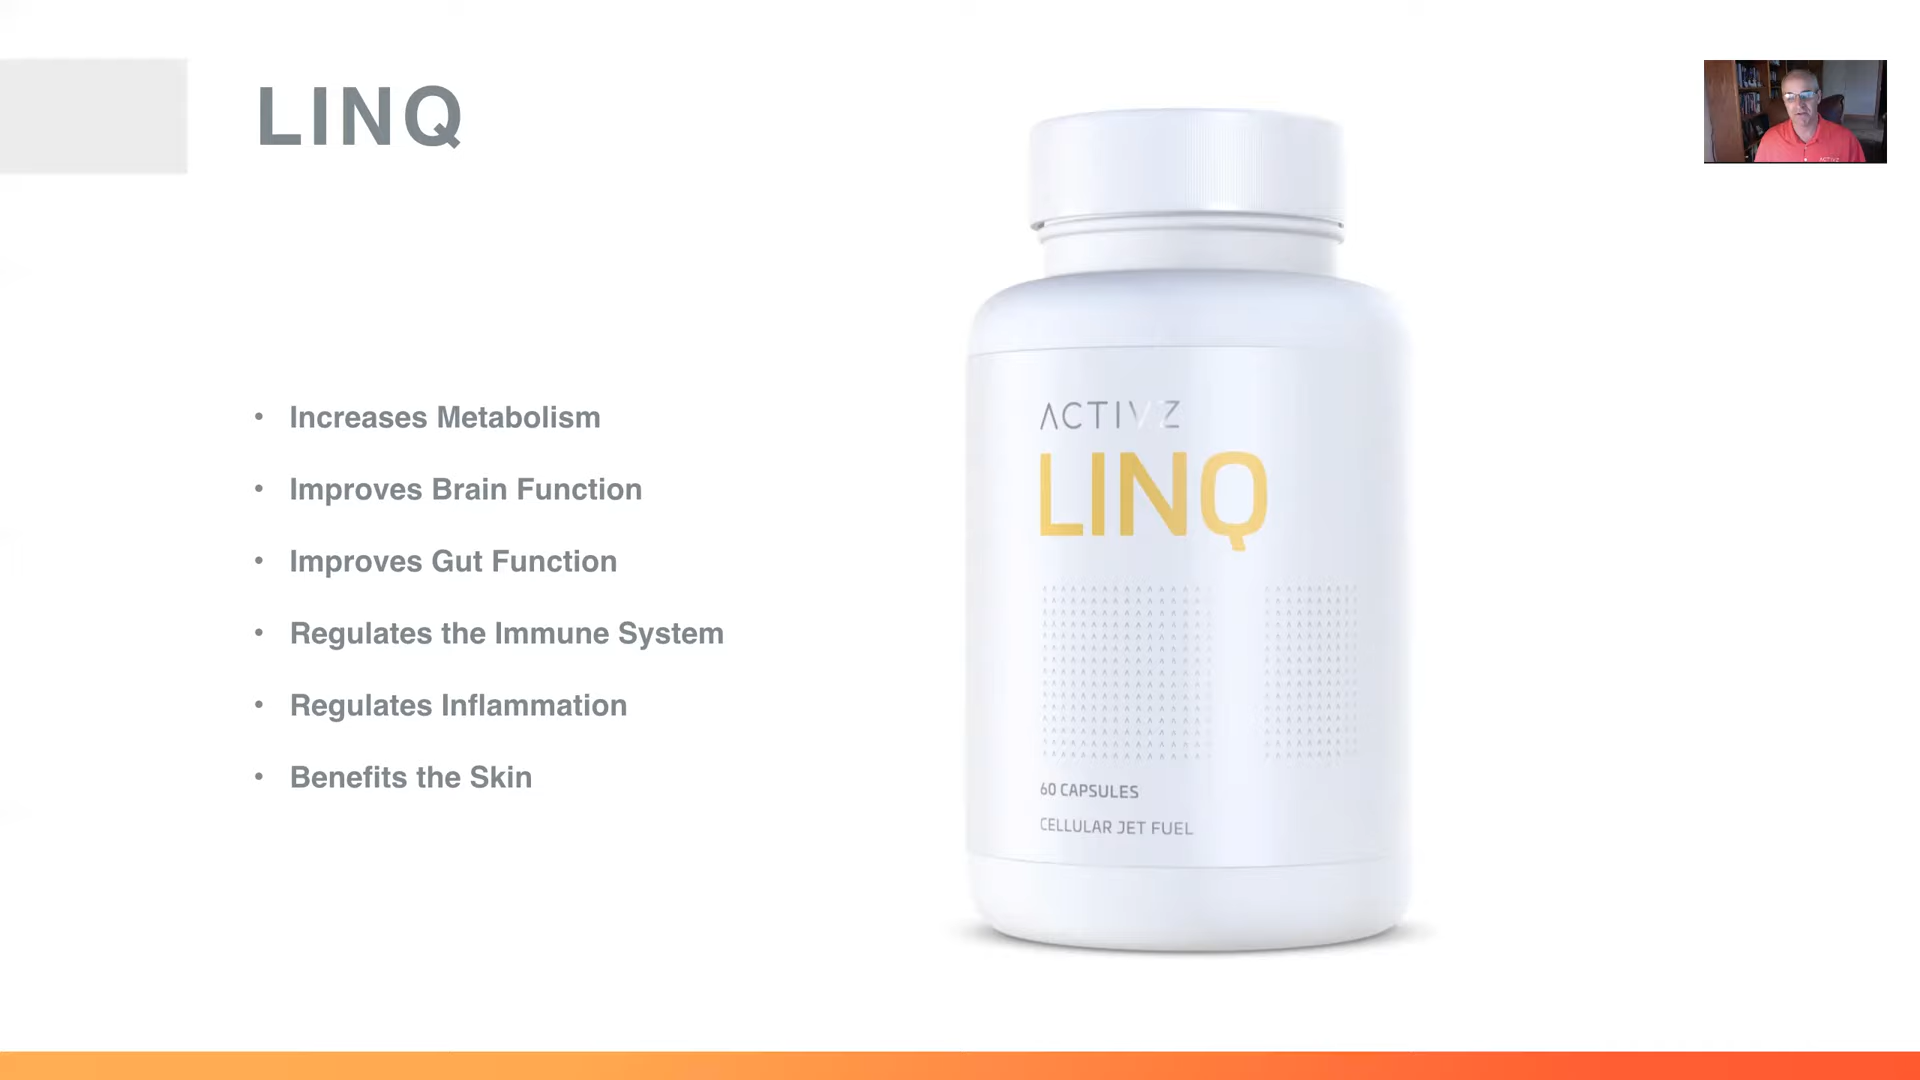 LINQ
• Increases Metabolism
• Improves Brain Function
• Improves Gut Function
• Regulates the Immune System
• Regulates Inflammation
• Benefits the Skin
ACTIVZ
LINQ
60 CAPSULES
CELLULAR JET FUEL
ACTIVZ